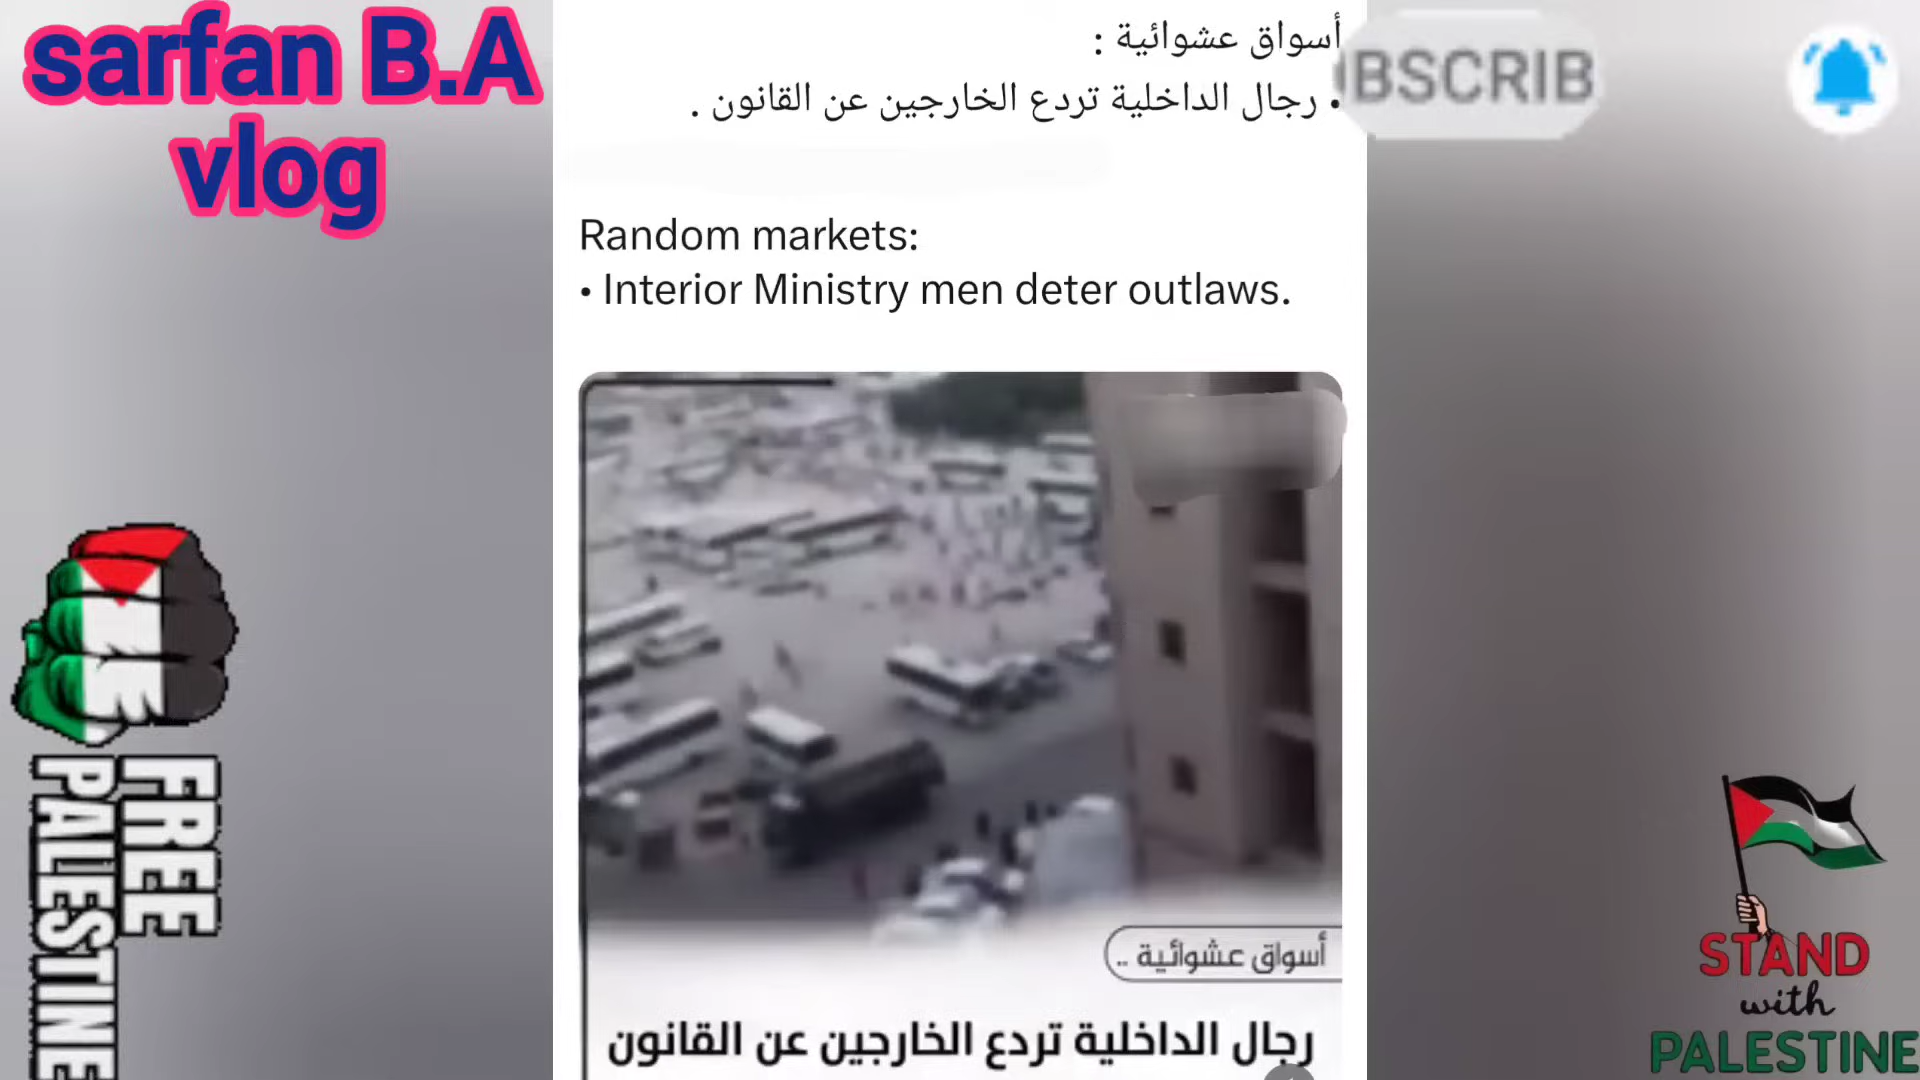 sarfan B.A
vlog
أسواق عشوائية :
• رجال الداخلية تردع الخارجين عن القانون .
BSCRIB
Random markets:
• Interior Ministry men deter outlaws.
أسواق عشوائية ..
رجال الداخلية تردع الخارجين عن القانون
FREE
PALESTINE
STAND
with
PALESTINE